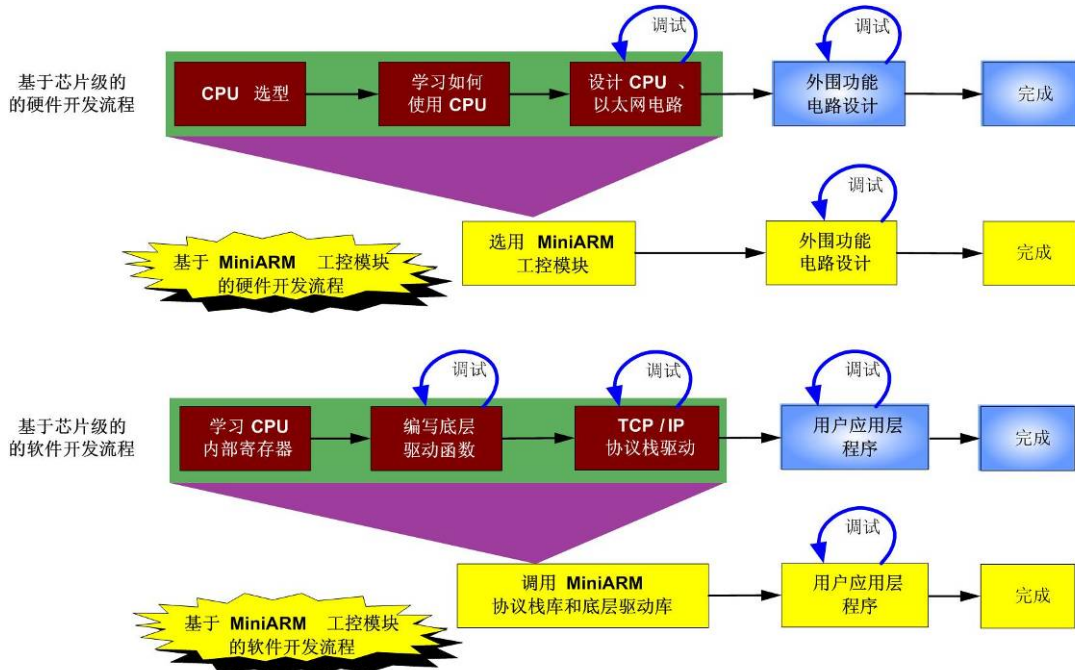 调试
调试
基于芯片级的
的硬件开发流程
CPU 选型
学习如何
使用 CPU
设计 CPU 、
以太网电路
外围功能
电路设计
完成
调试
基于 MiniARM 工控模块
的硬件开发流程
选用 MiniARM
工控模块
外围功能
电路设计
完成
调试
调试
调试
基于芯片级的
的软件开发流程
学习 CPU
内部寄存器
编写底层
驱动函数
TCP / IP
协议栈驱动
用户应用层
程序
完成
调试
基于 MiniARM 工控模块
的软件开发流程
调用 MiniARM
协议栈库和底层驱动库
用户应用层
程序
完成